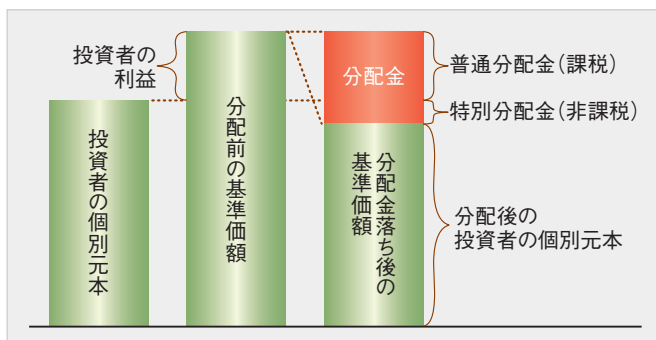 投資者の
利益
投資者の個別元本
分配前の基準価額
分配金
分配金落ち後の
基準価額
普通分配金(課税)
特別分配金(非課税)
分配後の
投資者の個別元本